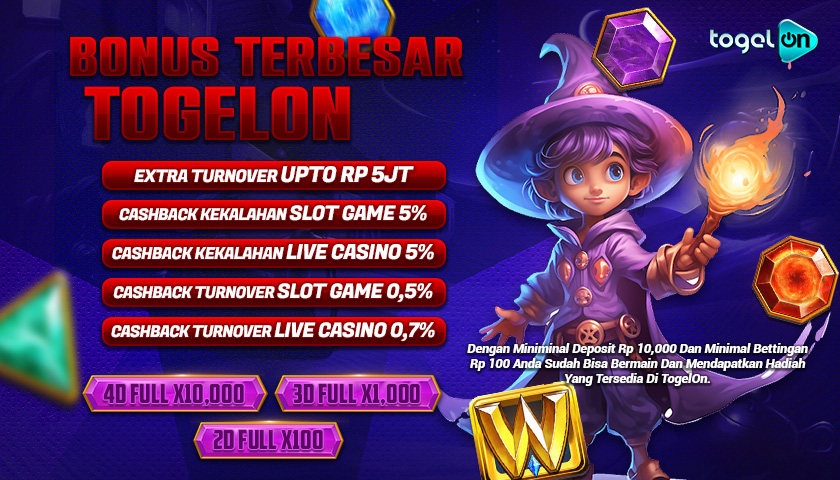 BONUS TERBESAR
TOGELON
togel on
EXTRA TURNOVER UPTO RP 5JT
CASHBACK KEKALAHAN SLOT GAME 5%
CASHBACK KEKALAHAN LIVE CASINO 5%
CASHBACK TURNOVER SLOT GAME 0,5%
CASHBACK TURNOVER LIVE CASINO 0,7%
4D FULL X10,000
3D FULL X1,000
2D FULL X100
Dengan Miniminal Deposit Rp 10,000 Dan Minimal Bettingan
Rp 100 Anda Sudah Bisa Bermain Dan Mendapatkan Hadiah
Yang Tersedia Di TogelOn.
W